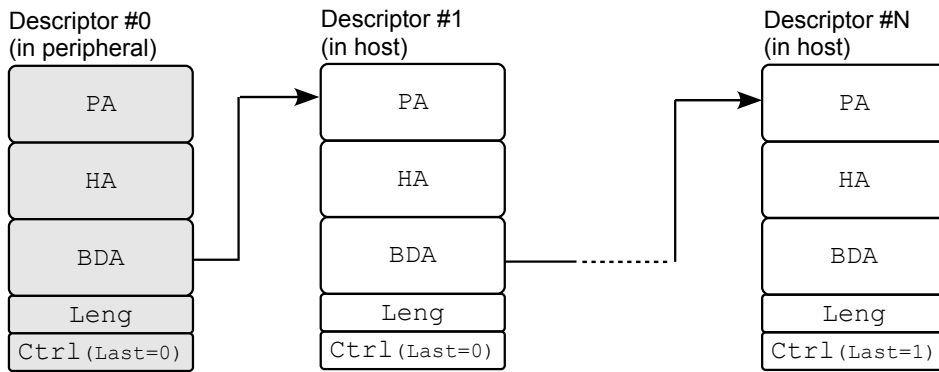 Descriptor #0
(in peripheral)
PA
HA
BDA
Leng
Ctrl(Last=0)
Descriptor #1
(in host)
PA
HA
BDA
Leng
Ctrl(Last=0)
Descriptor #N
(in host)
PA
HA
BDA
Leng
Ctrl(Last=1)